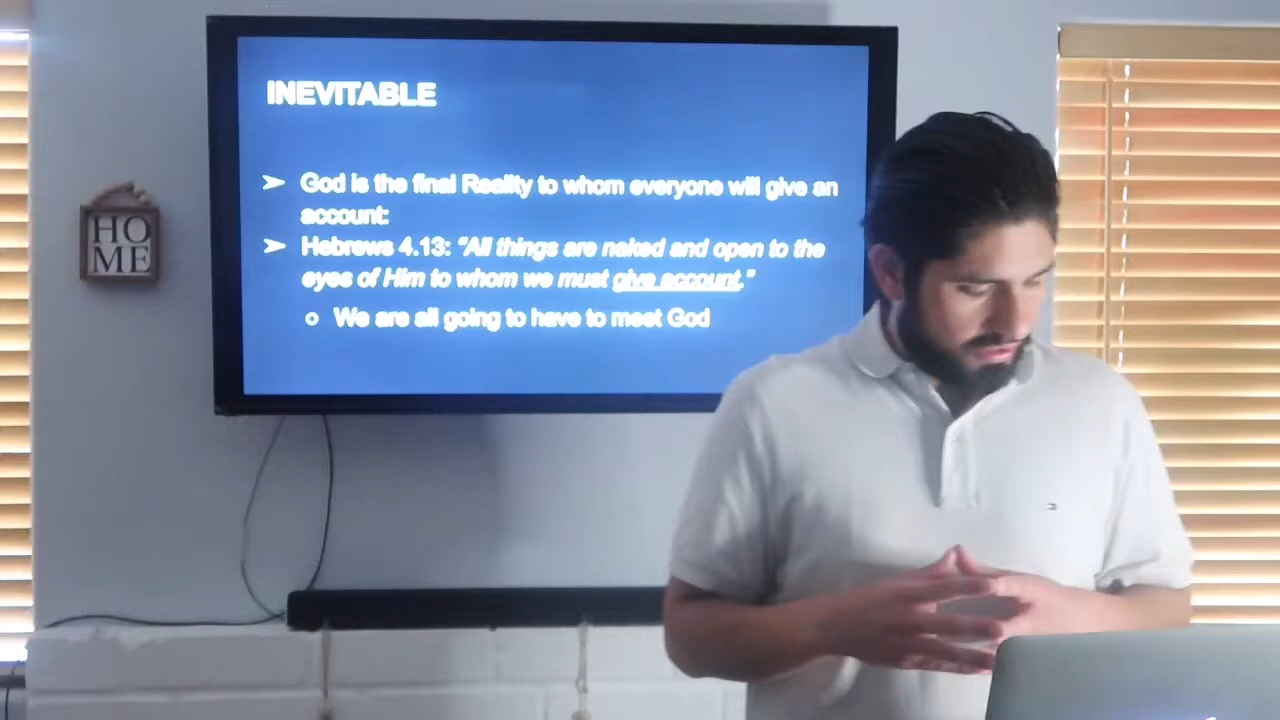 INEVITABLE
➤ God is the final Reality to whom everyone will give an
account:
➤ Hebrews 4.13: “All things are naked and open to the
eyes of Him to whom we must give account.”
○ We are all going to have to meet God
HO
ME